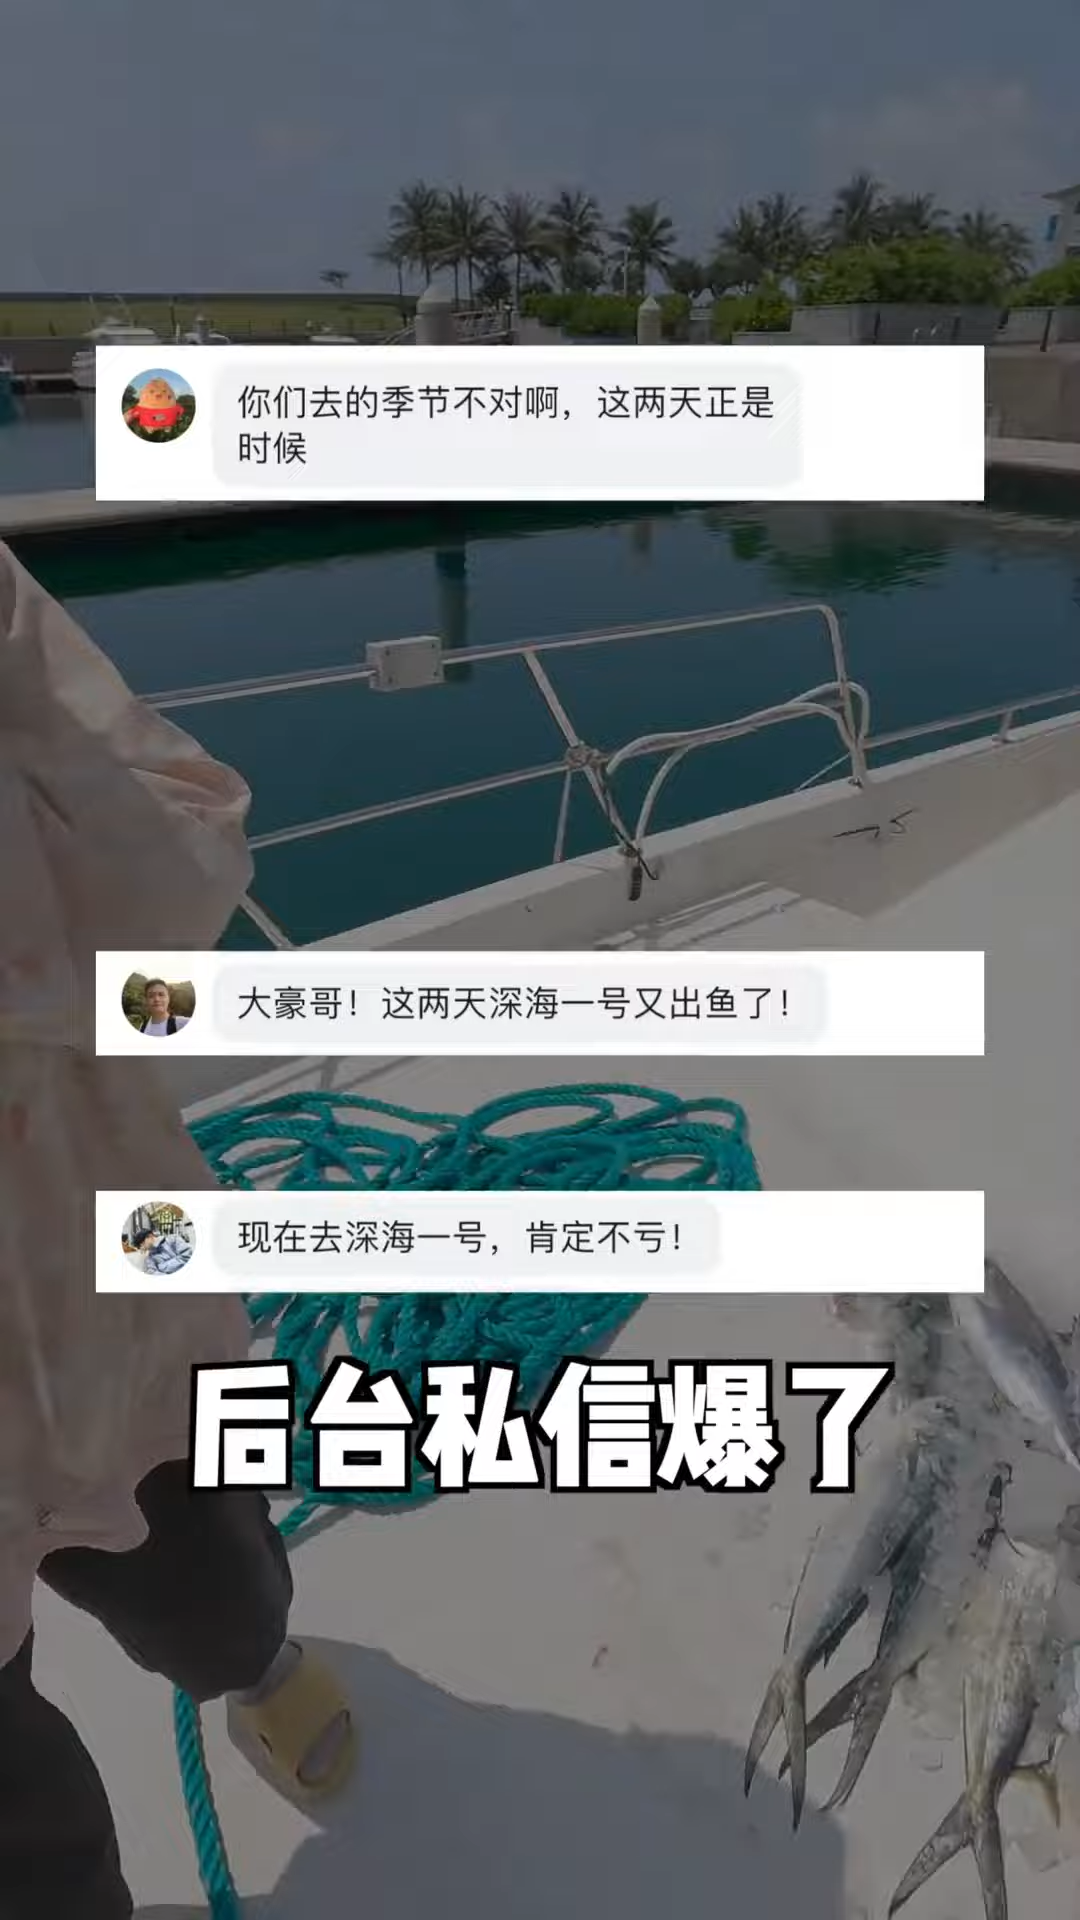 你们去的季节不对啊，这两天正是
时候
大豪哥！这两天深海一号又出鱼了！
现在去深海一号，肯定不亏！
后台私信爆了